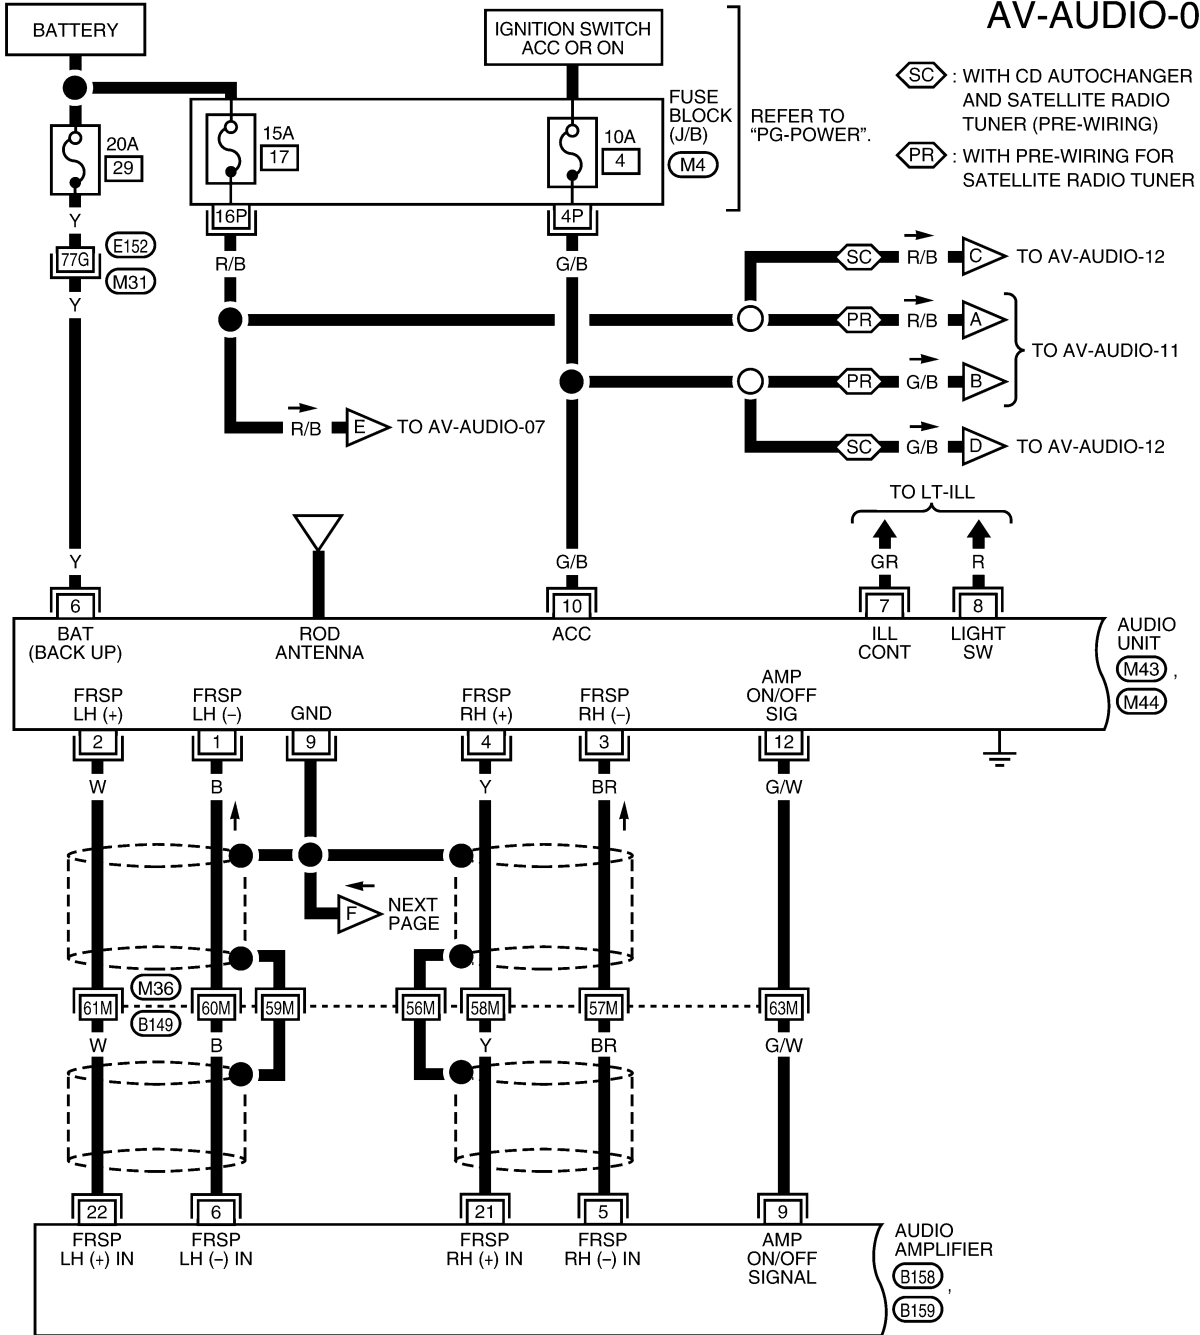 AV-AUDIO-0
BATTERY
IGNITION SWITCH
ACC OR ON
SC : WITH CD AUTOCHANGER
AND SATELLITE RADIO
TUNER (PRE-WIRING)
PR : WITH PRE-WIRING FOR
SATELLITE RADIO TUNER
20A
29
15A
17
10A
4
FUSE
BLOCK
(J/B)
M4
REFER TO
“PG-POWER”.
16P
4P
Y
77G
E152
M31
Y
R/B
G/B
SC R/B C TO AV-AUDIO-12
PR R/B A
TO AV-AUDIO-11
PR G/B B
SC G/B D TO AV-AUDIO-12
R/B E TO AV-AUDIO-07
TO LT-ILL
Y
G/B
GR
R
6
10
7
8
BAT
(BACK UP)
ROD
ANTENNA
ACC
ILL
CONT
LIGHT
SW
AUDIO
UNIT
M43 ,
M44
FRSP
LH (+)
FRSP
LH (–)
GND
FRSP
RH (+)
FRSP
RH (–)
AMP
ON/OFF
SIG
2
1
9
4
3
12
W
B
Y
BR
G/W
F
NEXT
PAGE
M36
61M
60M
59M
56M
58M
57M
63M
B149
W
B
Y
BR
G/W
22
6
21
5
9
FRSP
LH (+) IN
FRSP
LH (–) IN
FRSP
RH (+) IN
FRSP
RH (–) IN
AMP
ON/OFF
SIGNAL
AUDIO
AMPLIFIER
B158 ,
B159